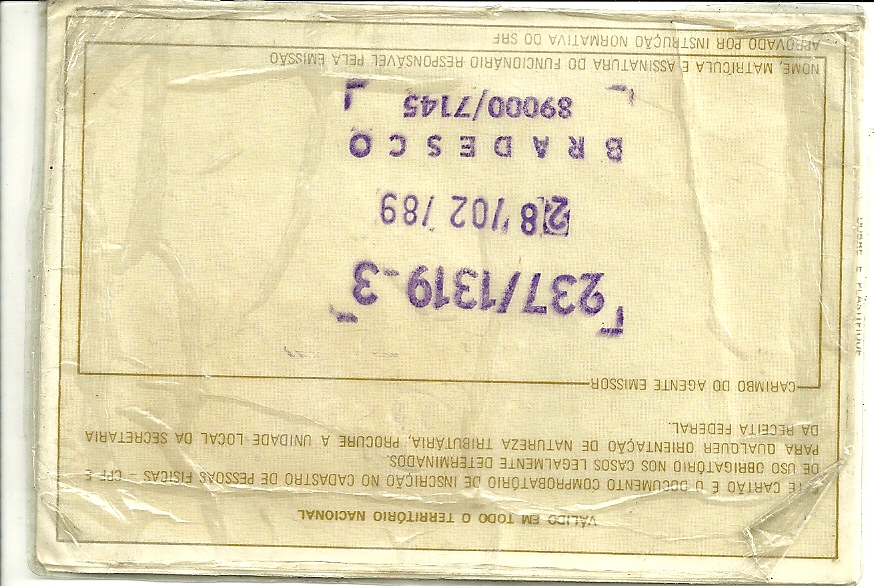 VÁLIDO EM TODO O TERRITÓRIO NACIONAL
ESTE CARTÃO É O DOCUMENTO COMPROBATÓRIO DE INSCRIÇÃO NO CADASTRO DE PESSOAS FÍSICAS – CPF E
DE USO OBRIGATÓRIO NOS CASOS LEGALMENTE DETERMINADOS.
PARA QUALQUER ORIENTAÇÃO DE NATUREZA TRIBUTÁRIA, PROCURE A UNIDADE LOCAL DA SECRETARIA
DA RECEITA FEDERAL.
CARIMBO DO AGENTE EMISSOR
237/1319-3
28/02/89
BRADESCO
89000/7145
NOME, MATRÍCULA E ASSINATURA DO FUNCIONÁRIO RESPONSÁVEL PELA EMISSÃO
APROVADO POR INSTRUÇÃO NORMATIVA DO SRF
DOBRE E PLASTIFIQUE